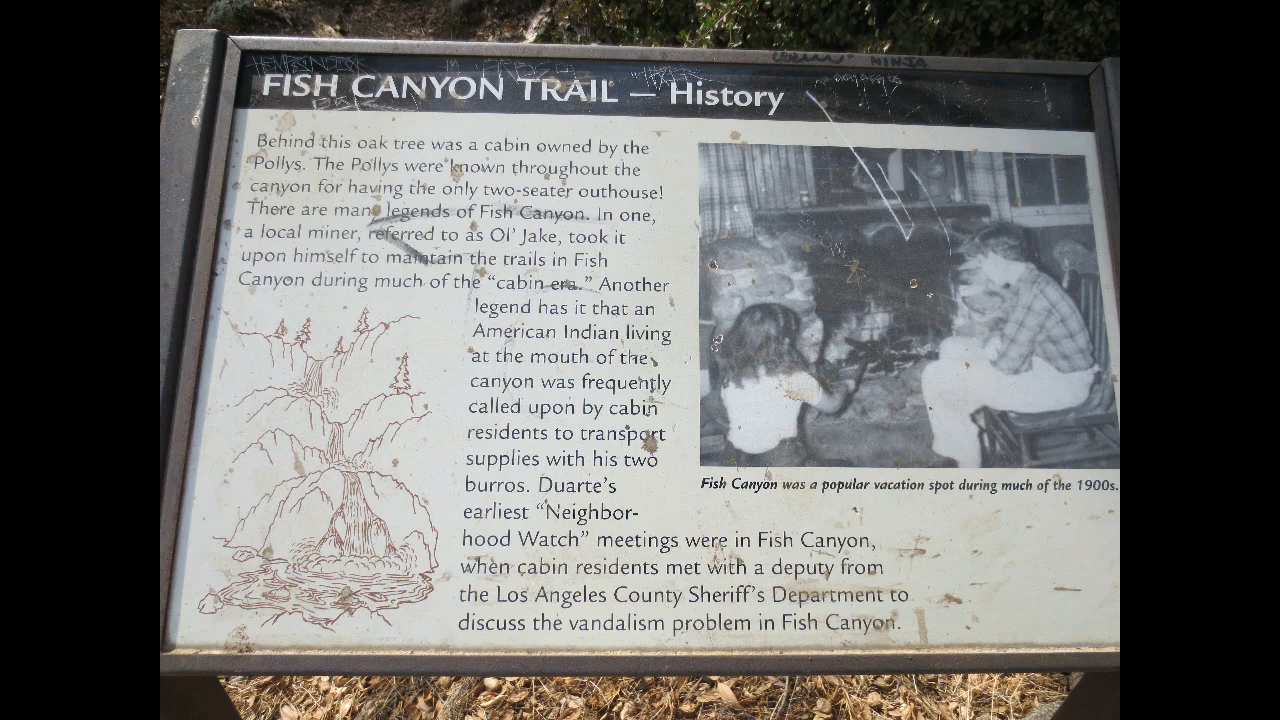 NINJA
FISH CANYON TRAIL — History
Behind this oak tree was a cabin owned by the
Pollys. The Pollys were known throughout the
canyon for having the only two-seater outhouse!
There are many legends of Fish Canyon. In one,
a local miner, referred to as Ol' Jake, took it
upon himself to maintain the trails in Fish
Canyon during much of the “cabin era.” Another
legend has it that an
American Indian living
at the mouth of the
canyon was frequently
called upon by cabin
residents to transport
supplies with his two
burros. Duarte's
earliest “Neighbor-
hood Watch” meetings were in Fish Canyon,
when cabin residents met with a deputy from
the Los Angeles County Sheriff's Department to
discuss the vandalism problem in Fish Canyon.
Fish Canyon was a popular vacation spot during much of the 1900s.